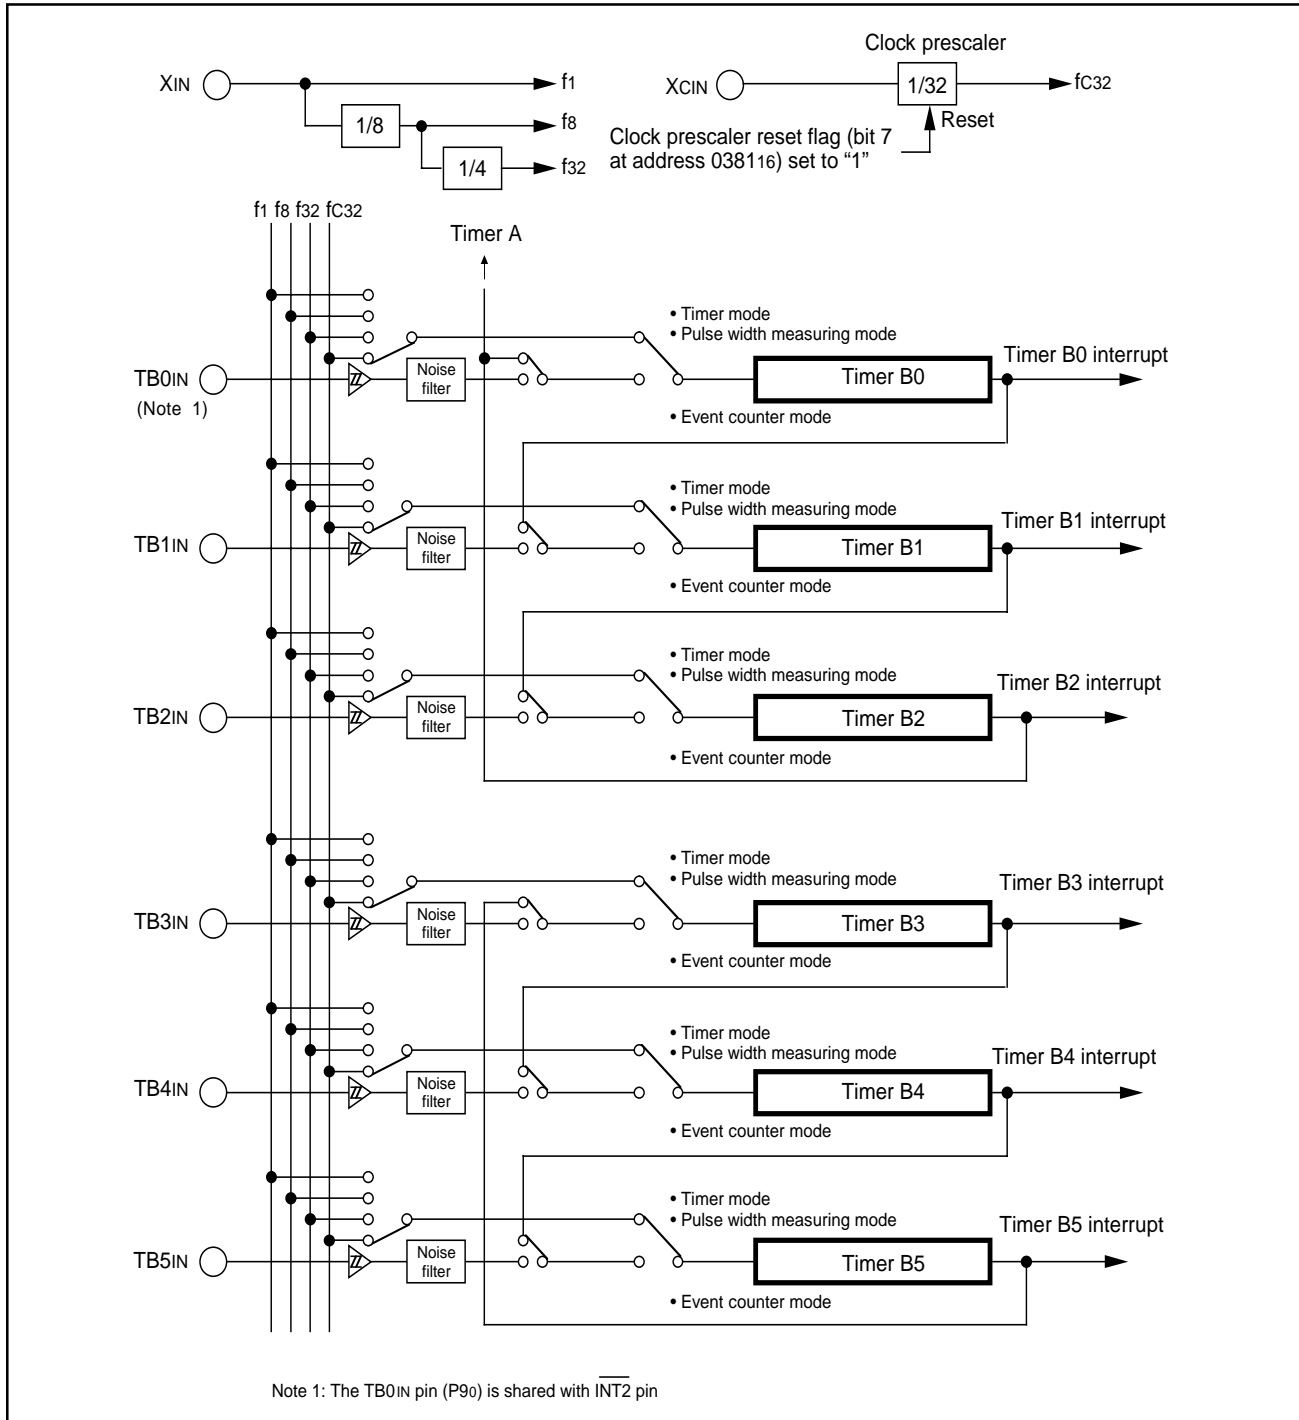 Clock prescaler
XIN
f1
XCIN
1/32
fC32
1/8
f8
Reset
Clock prescaler reset flag (bit 7
at address 038116) set to “1”
1/4
f32
f1 f8 f32 fC32
Timer A
• Timer mode
• Pulse width measuring mode
TB0IN
(Note 1)
Noise
filter
Timer B0
Timer B0 interrupt
• Event counter mode
• Timer mode
• Pulse width measuring mode
TB1IN
Noise
filter
Timer B1
Timer B1 interrupt
• Event counter mode
• Timer mode
• Pulse width measuring mode
TB2IN
Noise
filter
Timer B2
Timer B2 interrupt
• Event counter mode
• Timer mode
• Pulse width measuring mode
TB3IN
Noise
filter
Timer B3
Timer B3 interrupt
• Event counter mode
• Timer mode
• Pulse width measuring mode
TB4IN
Noise
filter
Timer B4
Timer B4 interrupt
• Event counter mode
• Timer mode
• Pulse width measuring mode
TB5IN
Noise
filter
Timer B5
Timer B5 interrupt
• Event counter mode
Note 1: The TB0IN pin (P90) is shared with INT2 pin